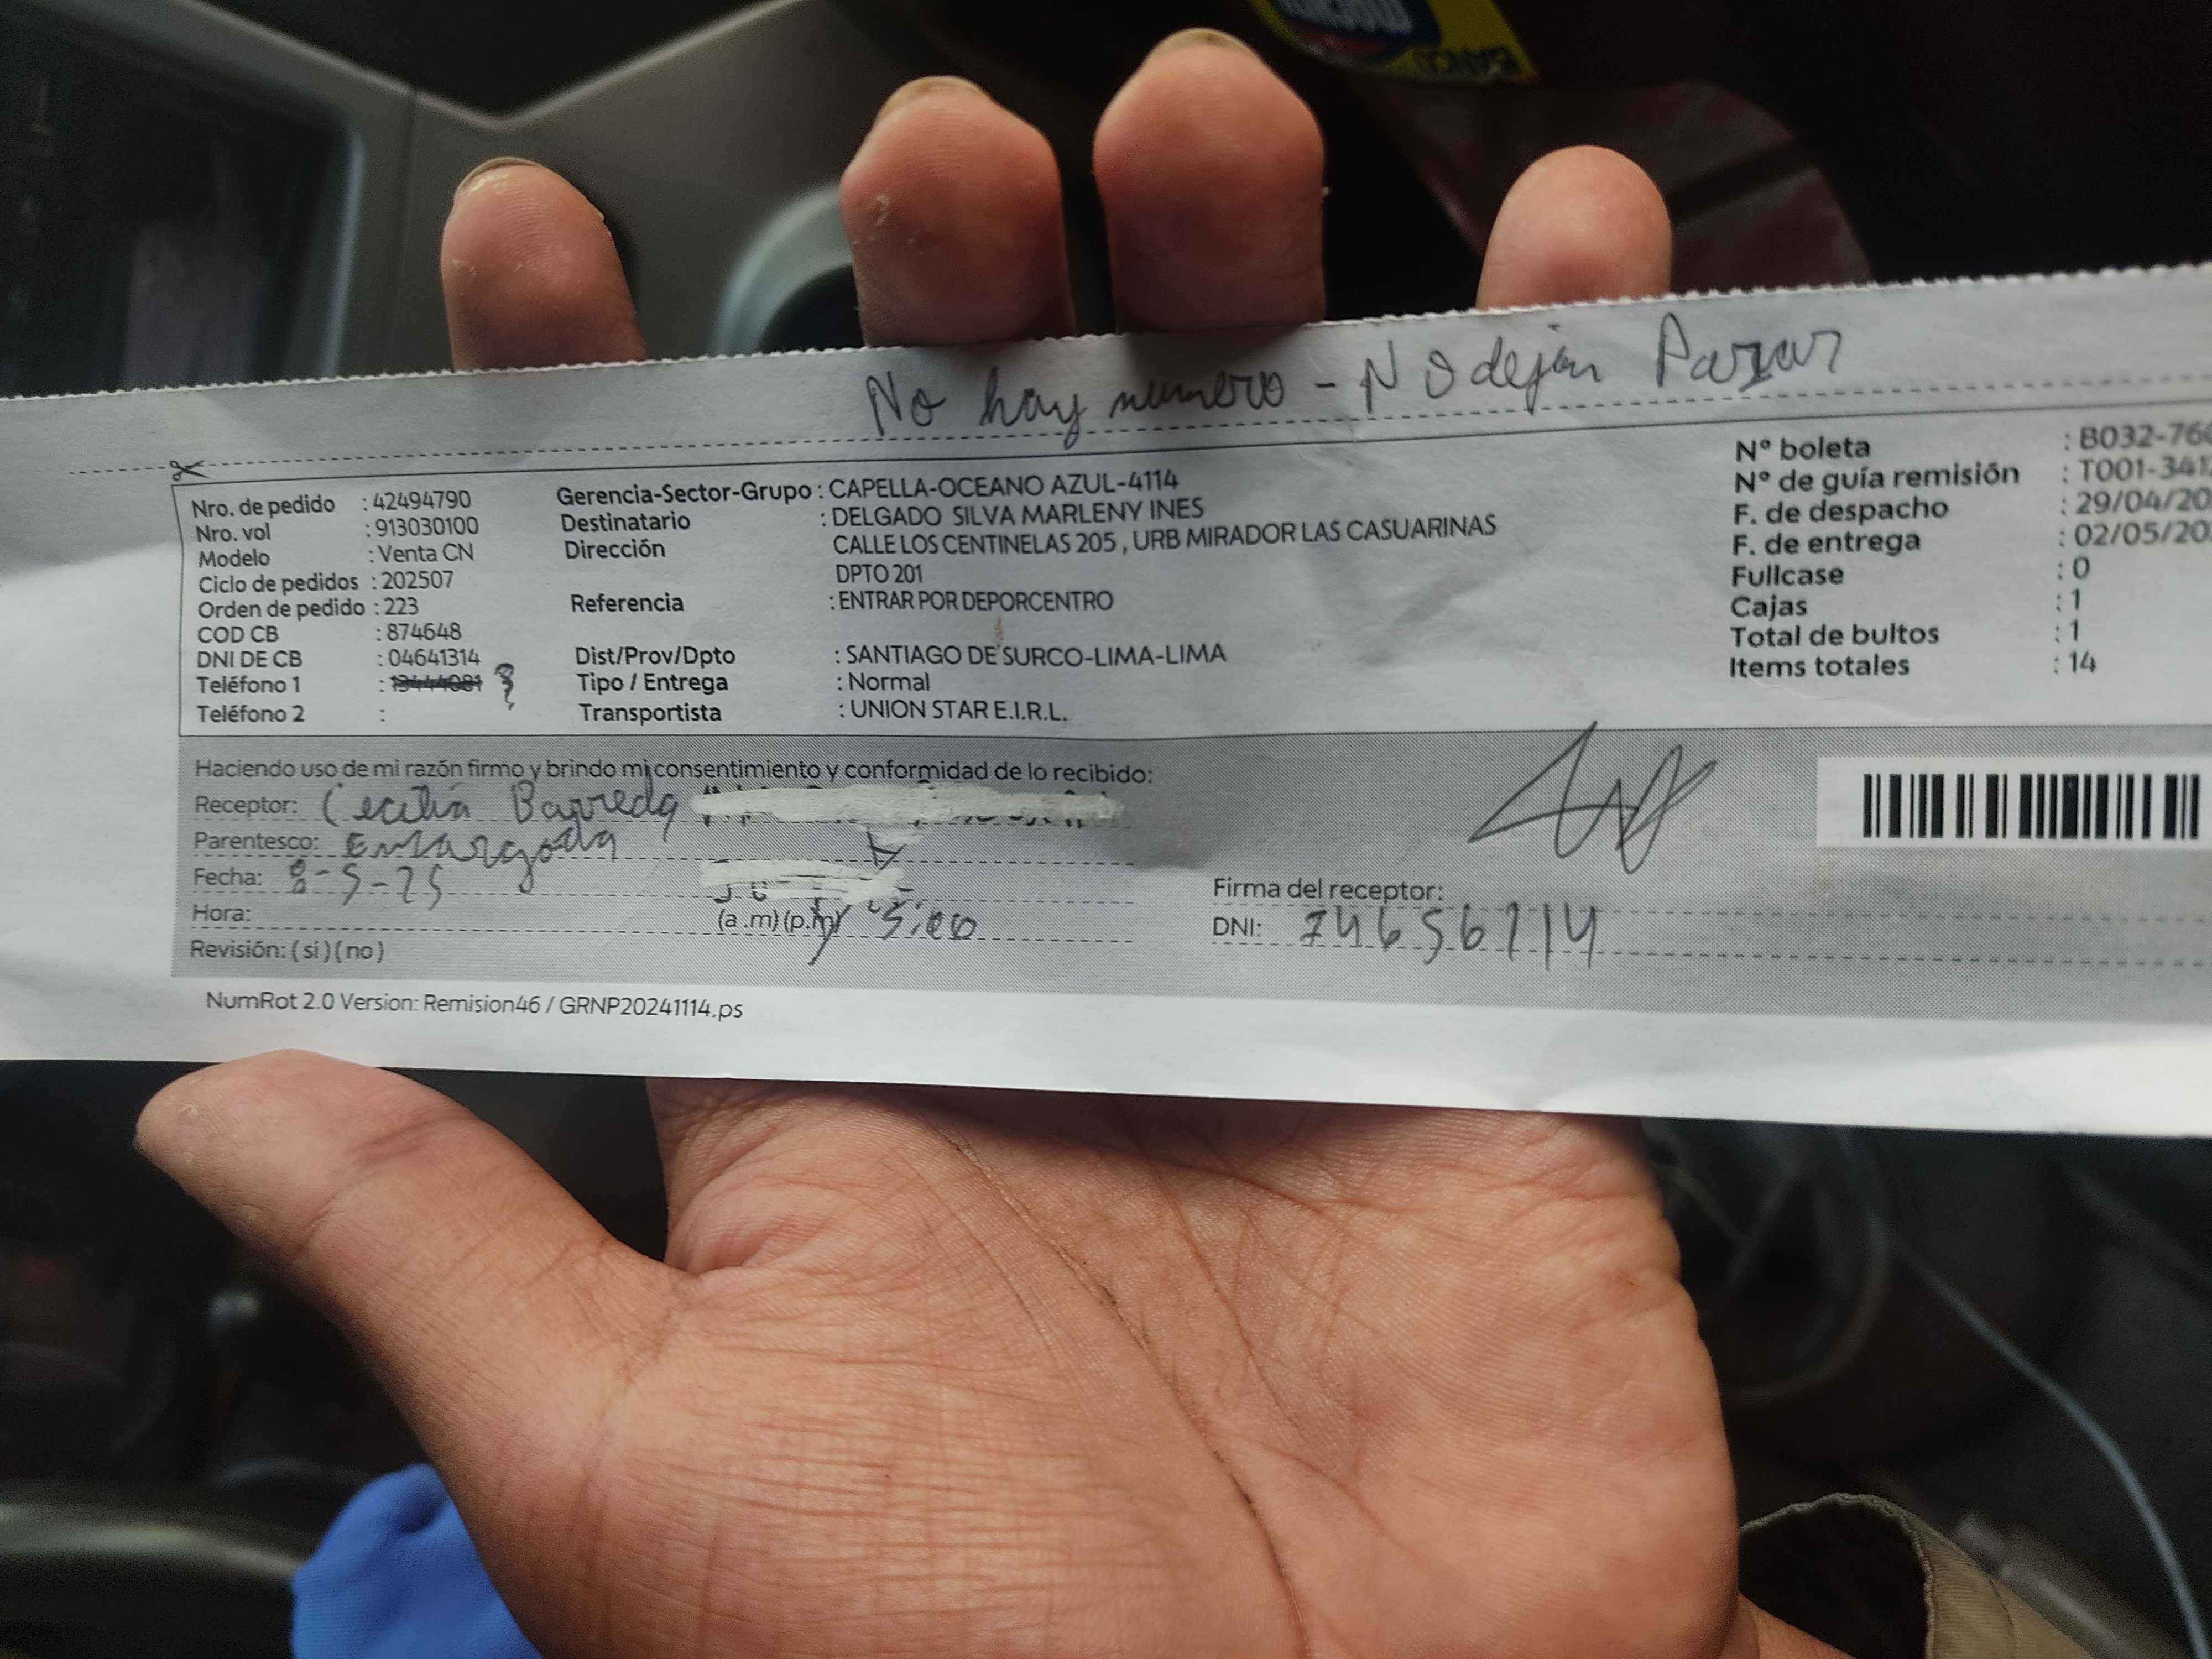 No hay numero - No dejan Pasar
Nro. de pedido : 42494790
Nro. vol : 913030100
Modelo : Venta CN
Ciclo de pedidos : 202507
Orden de pedido : 223
COD CB : 874648
DNI DE CB : 04641314
Teléfono 1 :
Teléfono 2 :
Gerencia-Sector-Grupo : CAPELLA-OCEANO AZUL-4114
Destinatario : DELGADO SILVA MARLENY INES
Dirección CALLE LOS CENTINELAS 205 , URB MIRADOR LAS CASUARINAS
DPTO 201
Referencia : ENTRAR POR DEPORCENTRO
Dist/Prov/Dpto : SANTIAGO DE SURCO-LIMA-LIMA
Tipo / Entrega : Normal
Transportista : UNION STAR E.I.R.L.
Nº boleta : B032-760
Nº de guía remisión : T001-341
F. de despacho : 29/04/20
F. de entrega : 02/05/20
Fullcase : 0
Cajas : 1
Total de bultos : 1
Items totales : 14
Haciendo uso de mi razón firmo y brindo mi consentimiento y conformidad de lo recibido:
Receptor: Cecilia Barreda
Parentesco: Encargada
Fecha: 8-5-25
Hora: (a.m) (p.m) 5:00
Revisión: ( si ) ( no )
Firma del receptor:
DNI: 74656114
NumRot 2.0 Version: Remision46 / GRNP20241114.ps